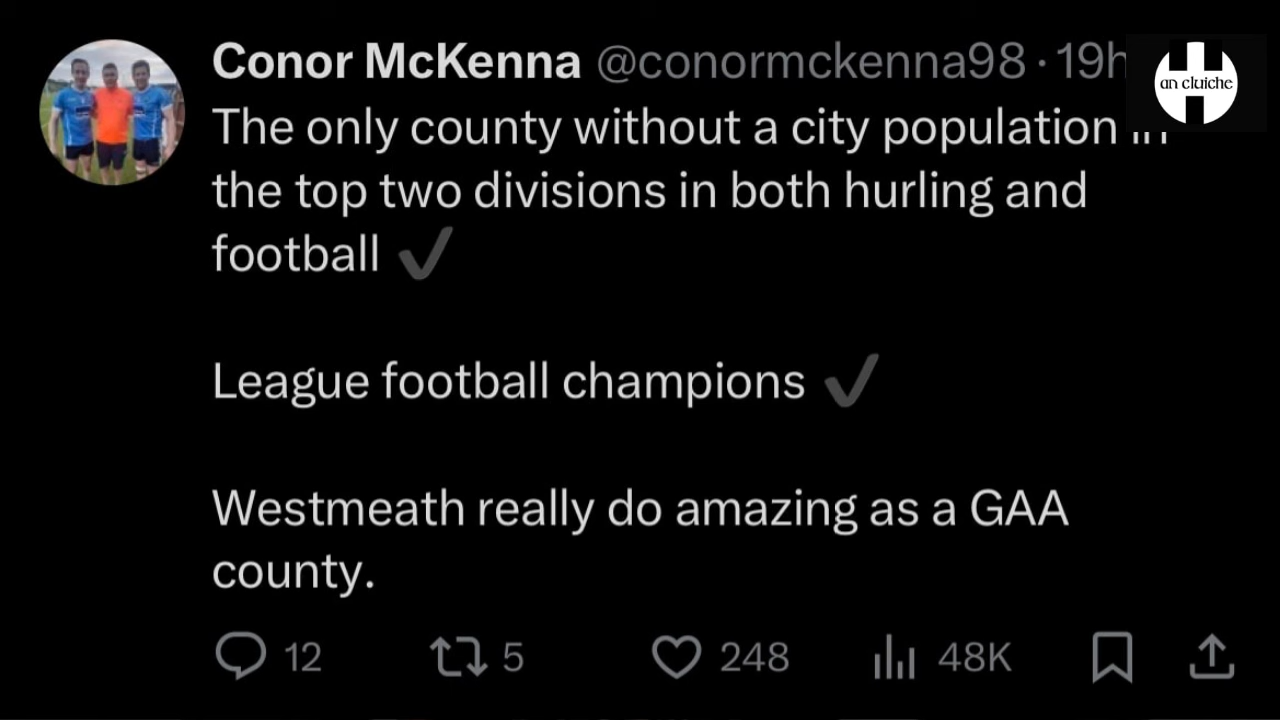 Conor McKenna @conormckenna98 · 19h
an cluiche
The only county without a city population in
the top two divisions in both hurling and
football ✓
League football champions ✓
Westmeath really do amazing as a GAA
county.
12 5 248 48K